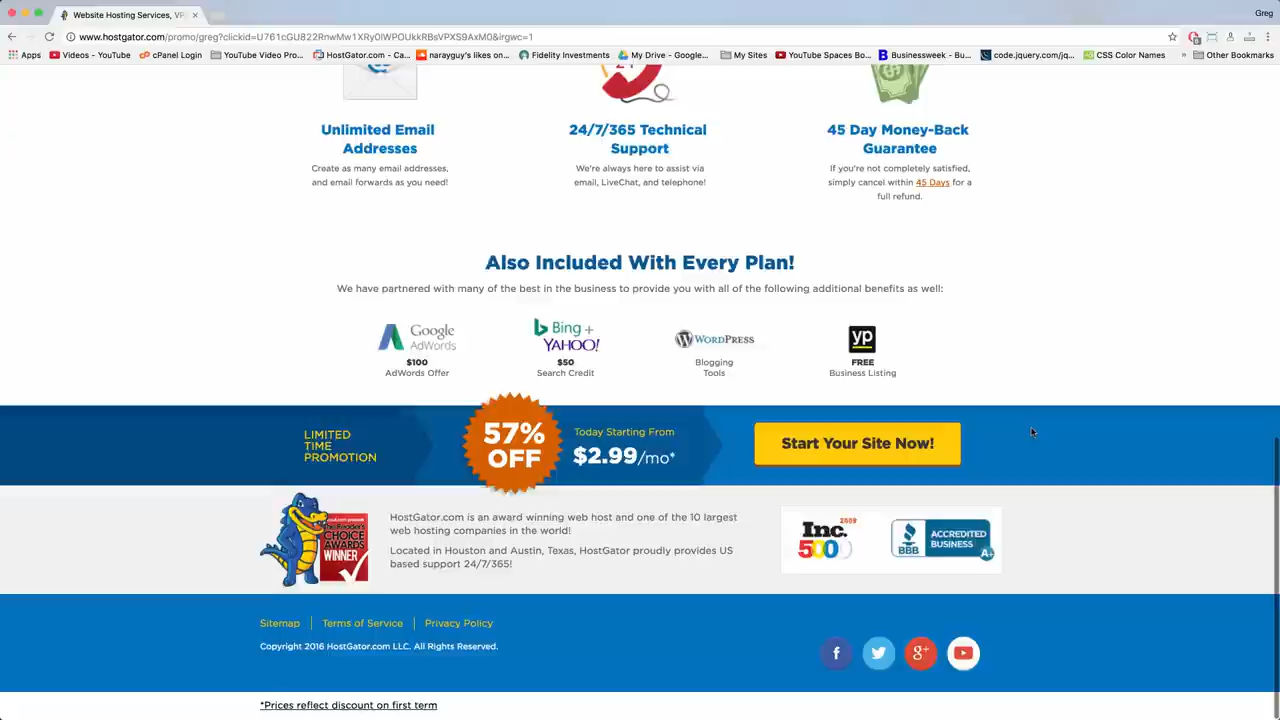 Website Hosting Services, VP
Greg
www.hostgator.com/promo/greg?clickid=U761cGU822RnwMw1XRy0lWPOUkkRBsVPXS9AxM0&irgwc=1
Apps Videos - YouTube cPanel Login YouTube Video Pro... HostGator.com - Ca... narayguy's likes on... Fidelity Investments My Drive - Google... My Sites YouTube Spaces Bo... Businessweek - Bu... code.jquery.com/jq... CSS Color Names » Other Bookmarks
Unlimited Email
Addresses
Create as many email addresses,
and email forwards as you need!
24/7/365 Technical
Support
We're always here to assist via
email, LiveChat, and telephone!
45 Day Money-Back
Guarantee
If you're not completely satisfied,
simply cancel within 45 Days for a
full refund.
Also Included With Every Plan!
We have partnered with many of the best in the business to provide you with all of the following additional benefits as well:
Google
AdWords
$100
AdWords Offer
Bing +
YAHOO!
$50
Search Credit
WORDPRESS
Blogging
Tools
yp
FREE
Business Listing
LIMITED
TIME
PROMOTION
57%
OFF
Today Starting From
$2.99/mo*
Start Your Site Now!
The Reader's
CHOICE
AWARDS
WINNER
HostGator.com is an award winning web host and one of the 10 largest
web hosting companies in the world!
Located in Houston and Austin, Texas, HostGator proudly provides US
based support 24/7/365!
Inc. 2009
500
BBB
ACCREDITED
BUSINESS
A+
Sitemap Terms of Service Privacy Policy
Copyright 2016 HostGator.com LLC. All Rights Reserved.
*Prices reflect discount on first term